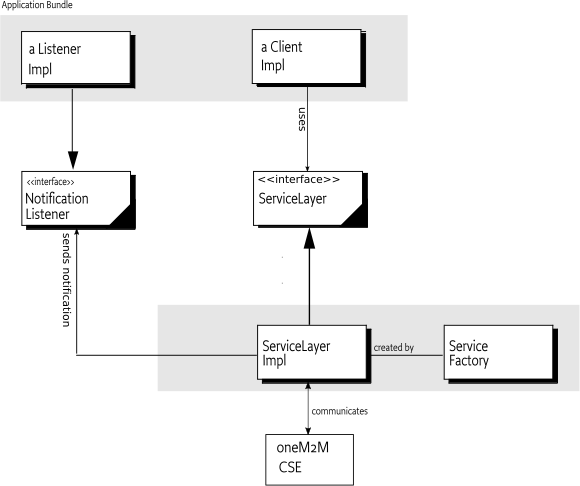 Application Bundle
a Listener
Impl
a Client
Impl
uses
<<interface>>
Notification
Listener
<<interface>>
ServiceLayer
sends notification
ServiceLayer
Impl
created by
Service
Factory
communicates
oneM2M
CSE